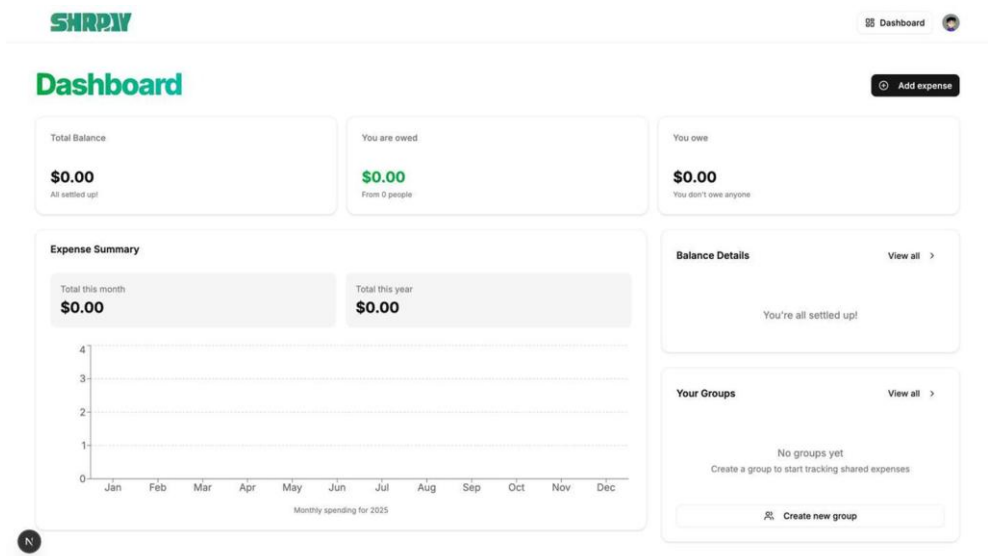 Dashboard
Dashboard
Add expense
Total Balance
$0.00
All settled up!
You are owed
$0.00
From 0 people
You owe
$0.00
You don't owe anyone
Expense Summary
Total this month
$0.00
Total this year
$0.00
4
3
2
1
0
Jan Feb Mar Apr May Jun Jul Aug Sep Oct Nov Dec
Monthly spending for 2025
Balance Details
View all
You're all settled up!
Your Groups
View all
No groups yet
Create a group to start tracking shared expenses
Create new group
N